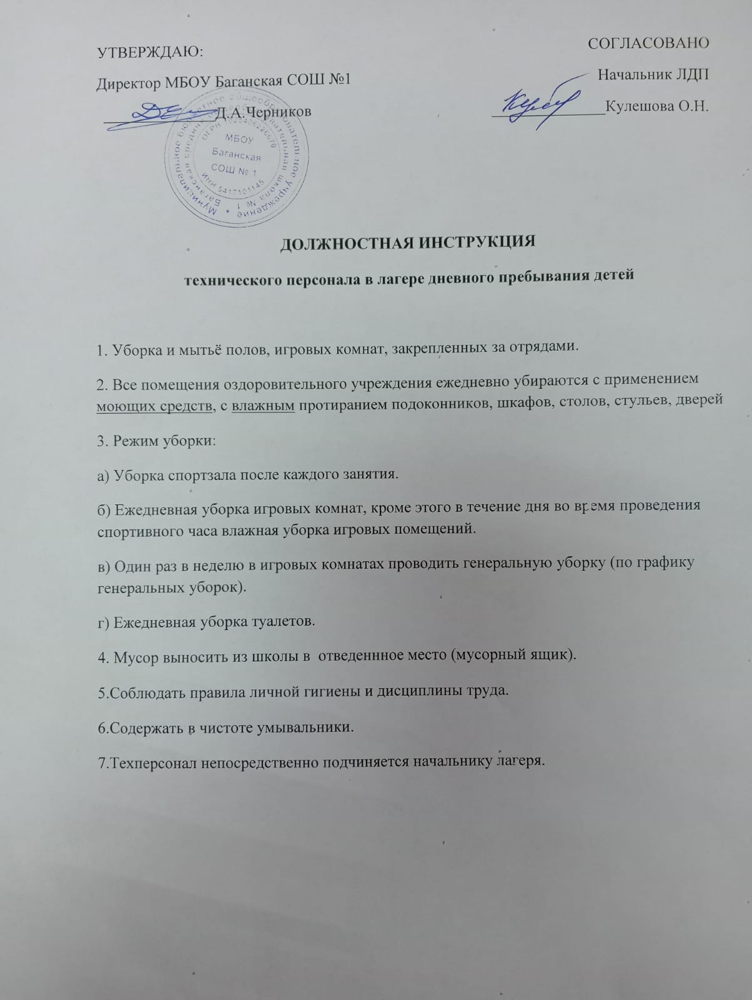 УТВЕРЖДАЮ:
СОГЛАСОВАНО
Директор МБОУ Баганская СОШ №1
Начальник ЛДП
Д.А.Черников
Кулешова О.Н.
Муниципальное бюджетное общеобразовательное учреждение
Баганская средняя общеобразовательная школа № 1
ОГРН
МБОУ
Баганская
СОШ № 1
ИНН 5417101145
ДОЛЖНОСТНАЯ ИНСТРУКЦИЯ
технического персонала в лагере дневного пребывания детей
1. Уборка и мытьё полов, игровых комнат, закрепленных за отрядами.
2. Все помещения оздоровительного учреждения ежедневно убираются с применением
моющих средств, с влажным протиранием подоконников, шкафов, столов, стульев, дверей
3. Режим уборки:
а) Уборка спортзала после каждого занятия.
б) Ежедневная уборка игровых комнат, кроме этого в течение дня во время проведения
спортивного часа влажная уборка игровых помещений.
в) Один раз в неделю в игровых комнатах проводить генеральную уборку (по графику
генеральных уборок).
г) Ежедневная уборка туалетов.
4. Мусор выносить из школы в  отведеннное место (мусорный ящик).
5.Соблюдать правила личной гигиены и дисциплины труда.
6.Содержать в чистоте умывальники.
7.Техперсонал непосредственно подчиняется начальнику лагеря.